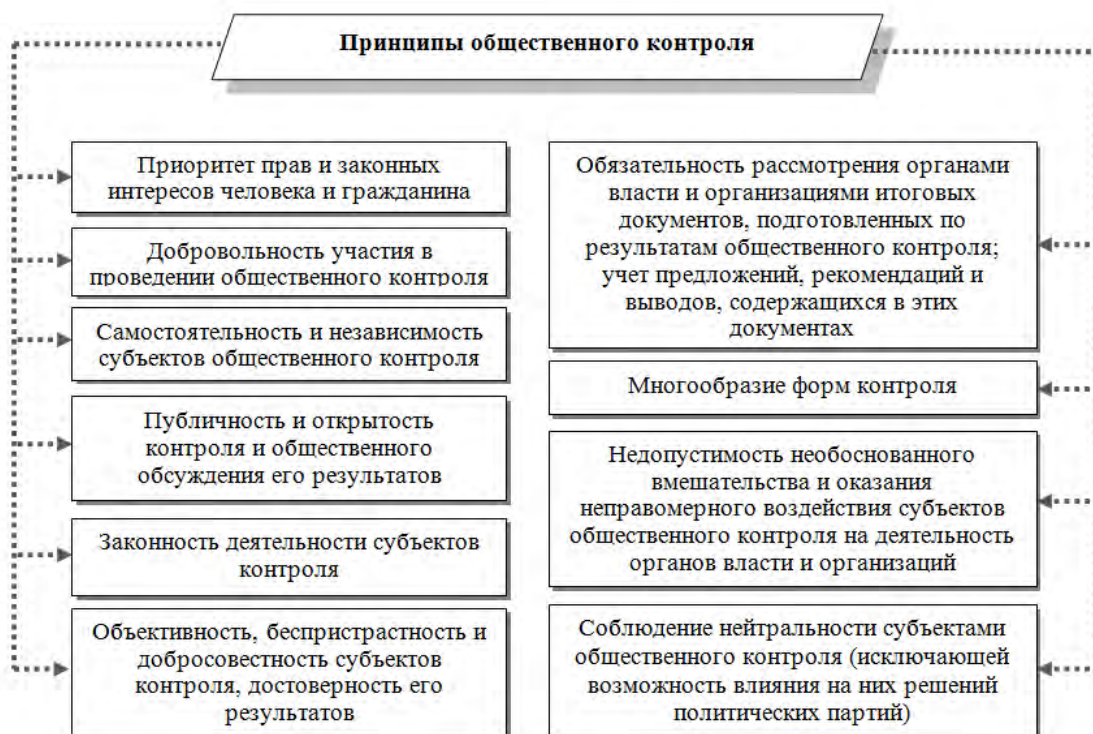 Принципы общественного контроля
Приоритет прав и законных
интересов человека и гражданина
Добровольность участия в
проведении общественного контроля
Самостоятельность и независимость
субъектов общественного контроля
Публичность и открытость
контроля и общественного
обсуждения его результатов
Законность деятельности субъектов
контроля
Объективность, беспристрастность и
добросовестность субъектов
контроля, достоверность его
результатов
Обязательность рассмотрения органами
власти и организациями итоговых
документов, подготовленных по
результатам общественного контроля;
учет предложений, рекомендаций и
выводов, содержащихся в этих
документах
Многообразие форм контроля
Недопустимость необоснованного
вмешательства и оказания
неправомерного воздействия субъектов
общественного контроля на деятельность
органов власти и организаций
Соблюдение нейтральности субъектами
общественного контроля (исключающей
возможность влияния на них решений
политических партий)